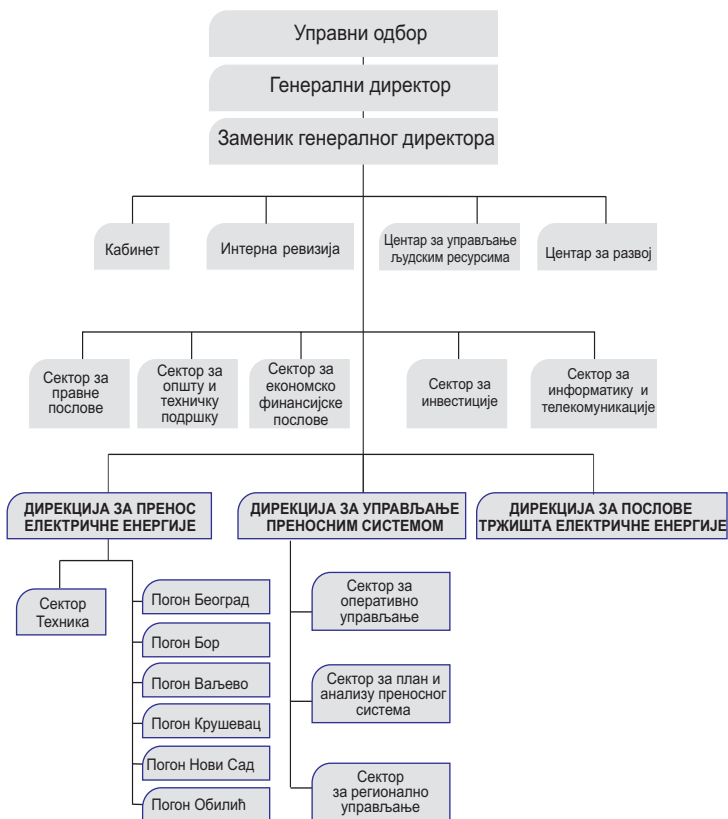 Управни одбор
Генерални директор
Заменик генералног директора
Кабинет
Интерна ревизија
Центар за управљање
људским ресурсима
Центар за развој
Сектор за
правне
послове
Сектор за
општу и
техничку
подршку
Сектор за
економско
финансијске
послове
Сектор за
инвестиције
Сектор за
информатику и
телекомуникације
ДИРЕКЦИЈА ЗА ПРЕНОС
ЕЛЕКТРИЧНЕ ЕНЕРГИЈЕ
ДИРЕКЦИЈА ЗА УПРАВЉАЊЕ
ПРЕНОСНИМ СИСТЕМОМ
ДИРЕКЦИЈА ЗА ПОСЛОВЕ
ТРЖИШТА ЕЛЕКТРИЧНЕ ЕНЕРГИЈЕ
Сектор
Техника
Погон Београд
Погон Бор
Погон Ваљево
Погон Крушевац
Погон Нови Сад
Погон Обилић
Сектор за
оперативно
управљање
Сектор за план и
анализу преносног
система
Сектор
за регионално
управљање